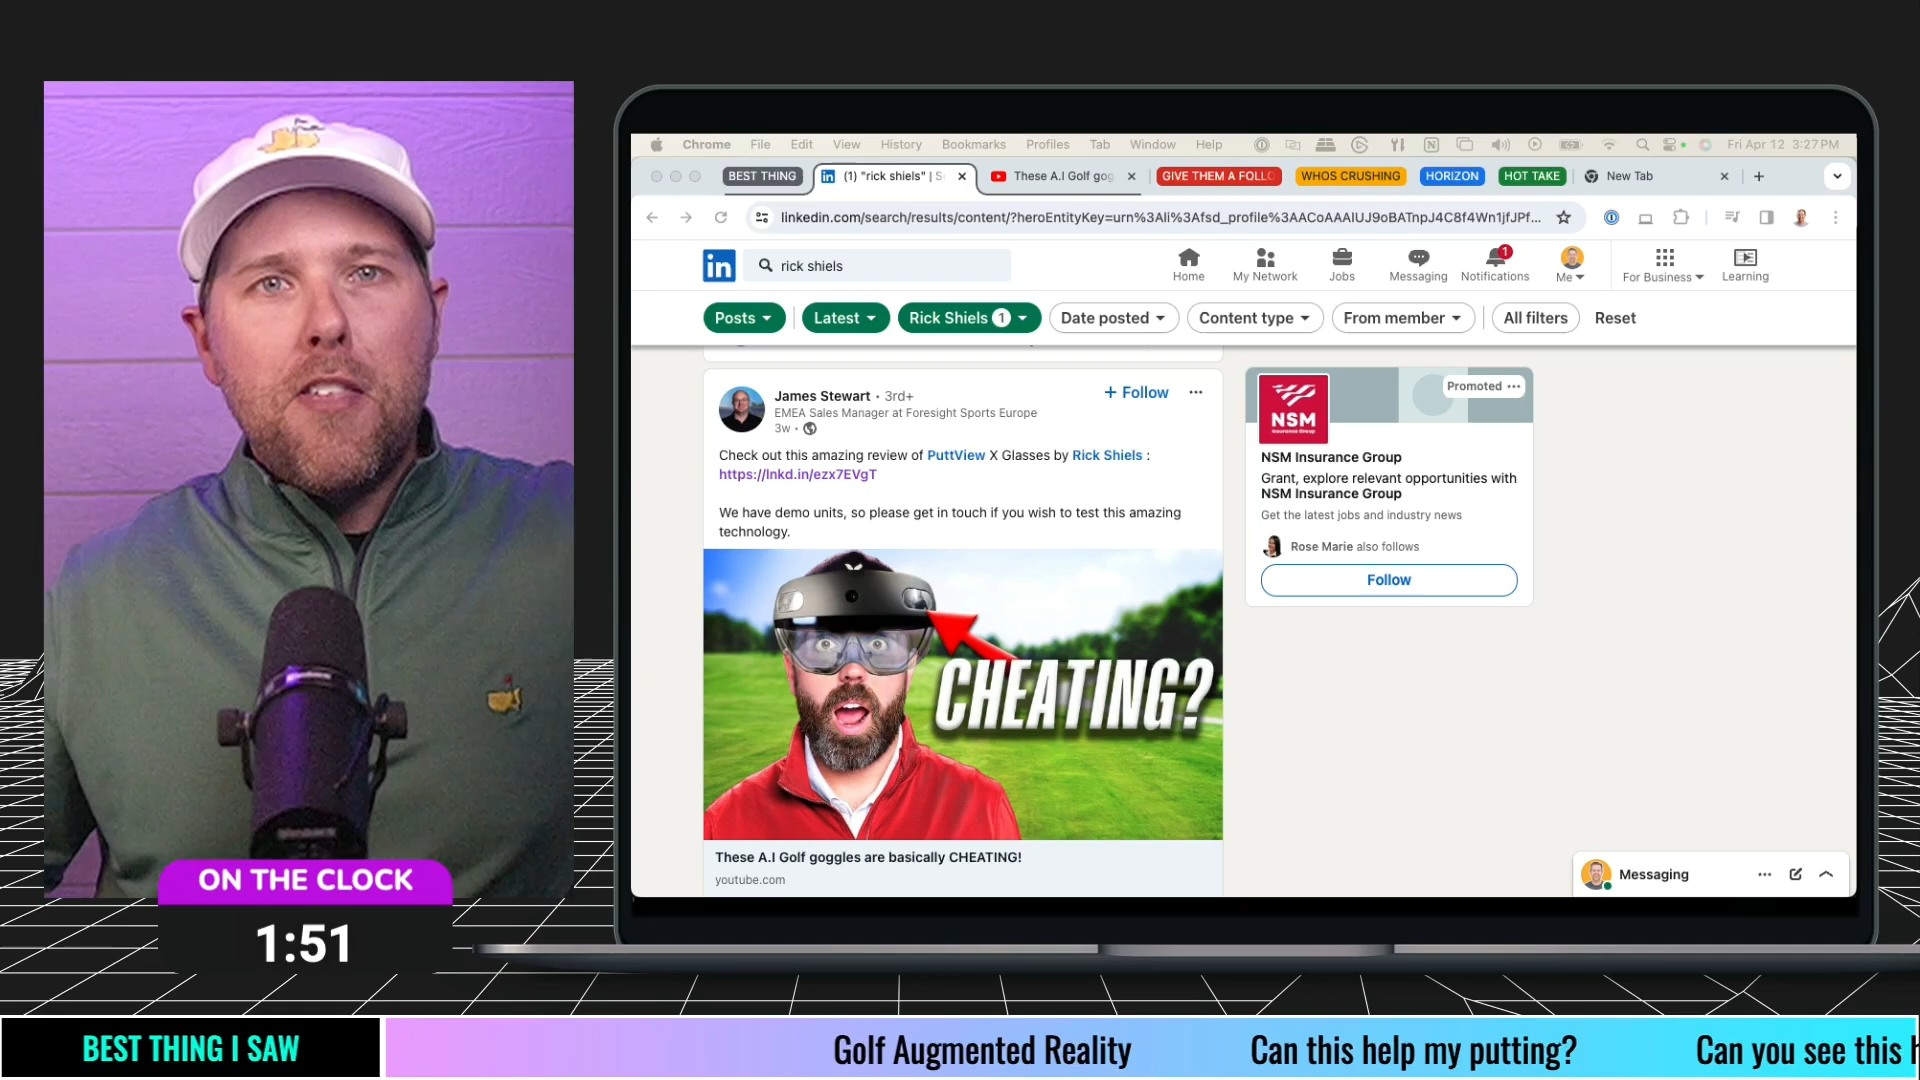 Chrome File Edit View History Bookmarks Profiles Tab Window Help Fri Apr 12 3:27 PM
BEST THING (1) "rick shiels" | S These A.I Golf gog GIVE THEM A FOLLO WHOS CRUSHING HORIZON HOT TAKE New Tab
linkedin.com/search/results/content/?heroEntityKey=urn%3Ali%3Afsd_profile%3AACoAAAIUJ9oBATnpJ4C8f4Wn1jfJPf...
in rick shiels
Home My Network Jobs Messaging 1 Notifications Me For Business Learning
Posts Latest Rick Shiels 1 Date posted Content type From member All filters Reset
James Stewart • 3rd+
+ Follow
EMEA Sales Manager at Foresight Sports Europe
3w •
Check out this amazing review of PuttView X Glasses by Rick Shiels :
https://lnkd.in/ezx7EVgT
We have demo units, so please get in touch if you wish to test this amazing
technology.
CHEATING?
These A.I Golf goggles are basically CHEATING!
youtube.com
Promoted
NSM
Insurance Group
NSM Insurance Group
Grant, explore relevant opportunities with
NSM Insurance Group
Get the latest jobs and industry news
Rose Marie also follows
Follow
Messaging
ON THE CLOCK
1:51
BEST THING I SAW
Golf Augmented Reality Can this help my putting? Can you see this